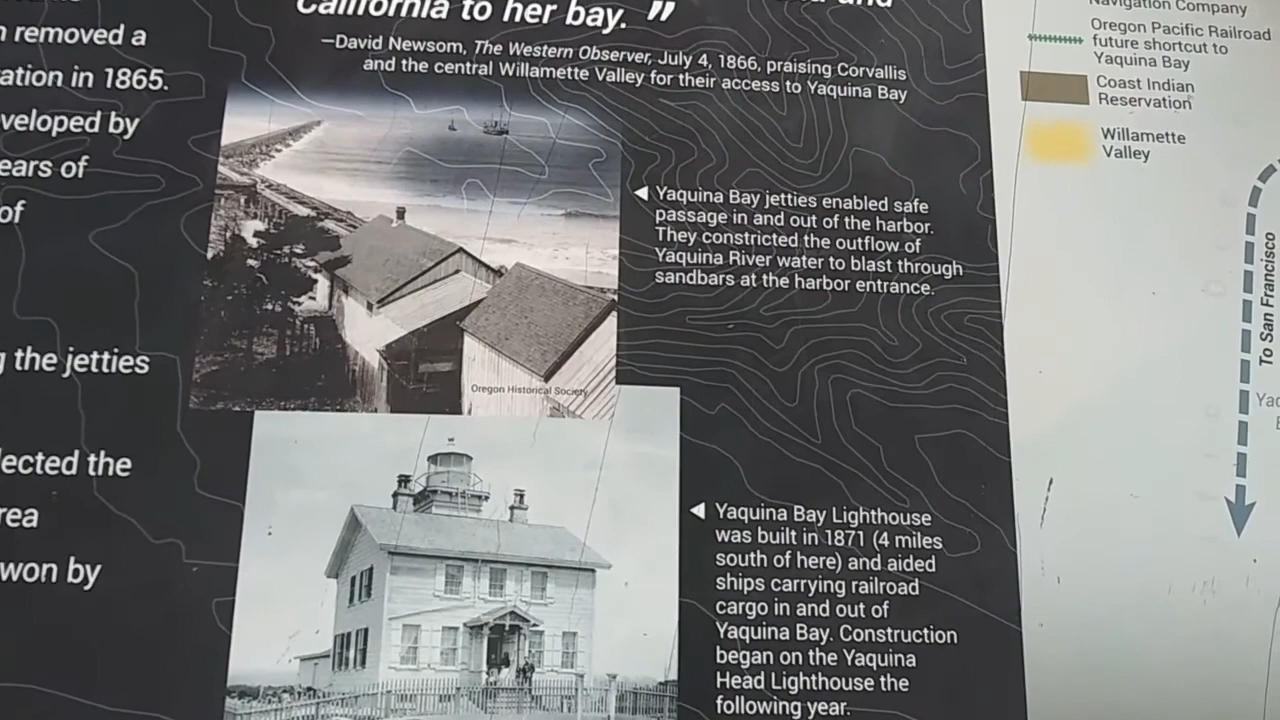 California to her bay. ”
—David Newsom, The Western Observer, July 4, 1866, praising Corvallis
and the central Willamette Valley for their access to Yaquina Bay
removed a
ation in 1865.
veloped by
ears of
of
the jetties
lected the
rea
won by
◀ Yaquina Bay jetties enabled safe
passage in and out of the harbor.
They constricted the outflow of
Yaquina River water to blast through
sandbars at the harbor entrance.
Oregon Historical Society
◀ Yaquina Bay Lighthouse
was built in 1871 (4 miles
south of here) and aided
ships carrying railroad
cargo in and out of
Yaquina Bay. Construction
began on the Yaquina
Head Lighthouse the
following year.
Navigation Company
Oregon Pacific Railroad
future shortcut to
Yaquina Bay
Coast Indian
Reservation
Willamette
Valley
To San Francisco